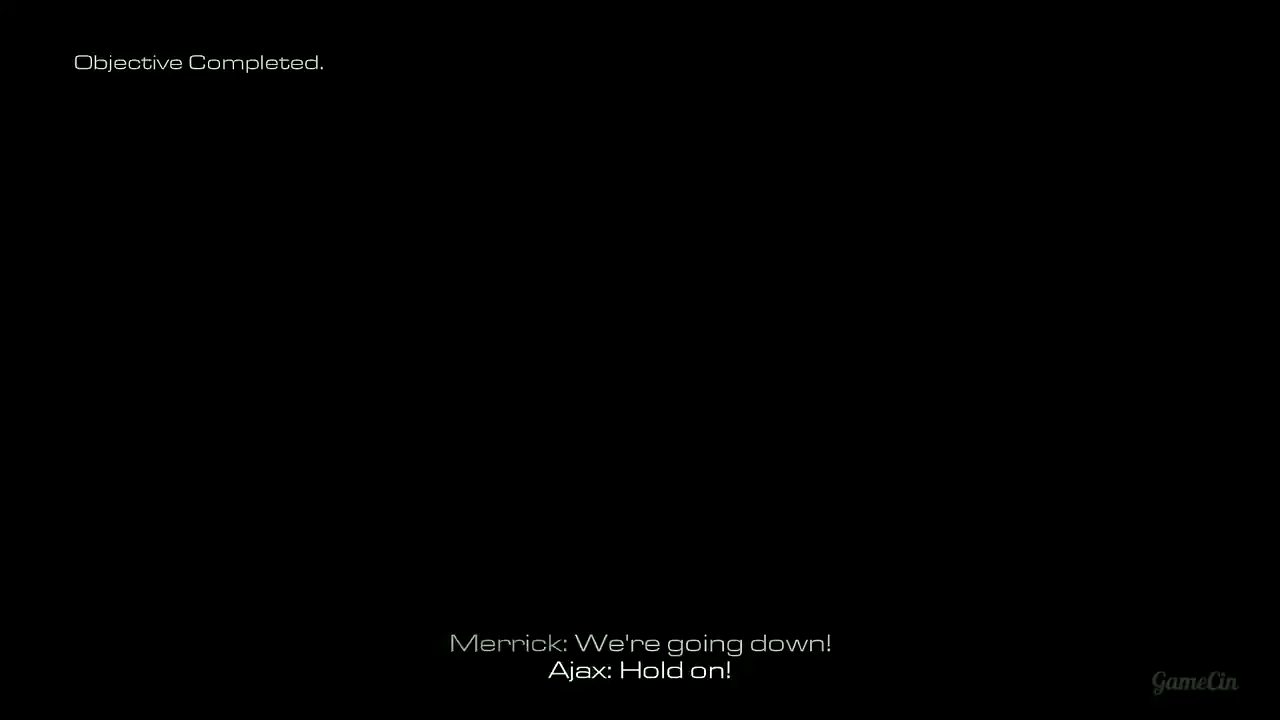 Objective Completed.
Merrick: We're going down!
Ajax: Hold on!
GameCin